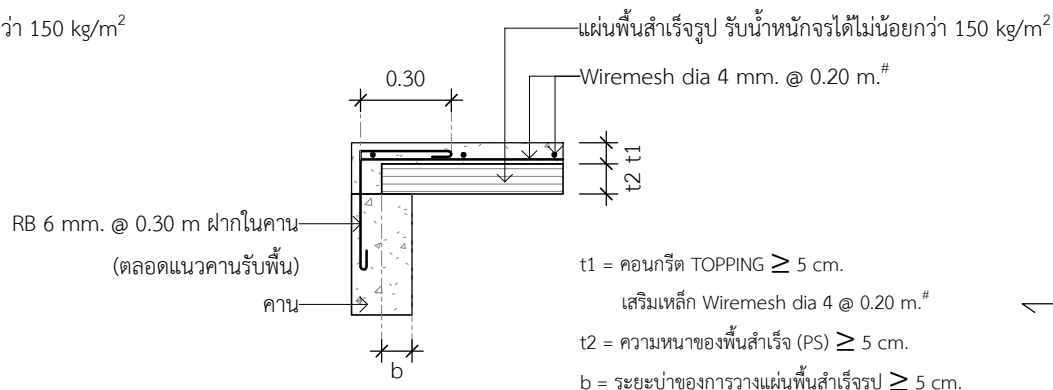 ว่า 150 kg/m²
แผ่นพื้นสำเร็จรูป รับน้ำหนักจรได้ไม่น้อยกว่า 150 kg/m²
0.30
Wiremesh dia 4 mm. @ 0.20 m.#
t1
t2
RB 6 mm. @ 0.30 m ฝากในคาน
(ตลอดแนวคานรับพื้น)
คาน
b
t1 = คอนกรีต TOPPING ≥ 5 cm.
เสริมเหล็ก Wiremesh dia 4 @ 0.20 m.#
t2 = ความหนาของพื้นสำเร็จ (PS) ≥ 5 cm.
b = ระยะบ่าของการวางแผ่นพื้นสำเร็จรูป ≥ 5 cm.